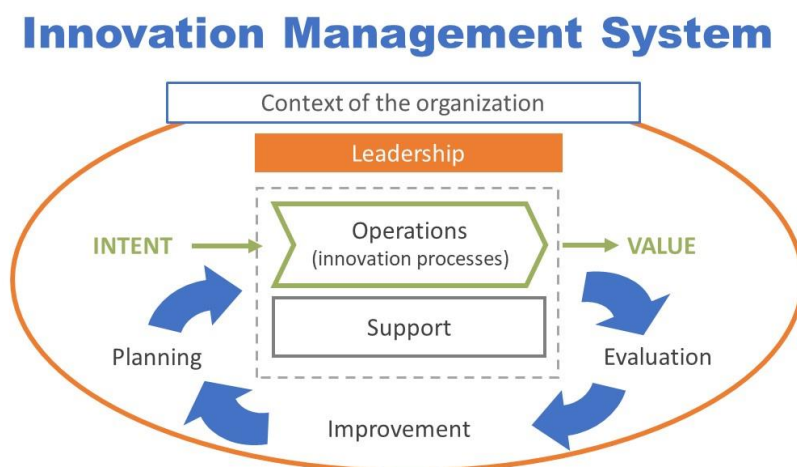 Innovation Management System
Context of the organization
Leadership
Operations
(innovation processes)
INTENT
VALUE
Support
Planning
Evaluation
Improvement